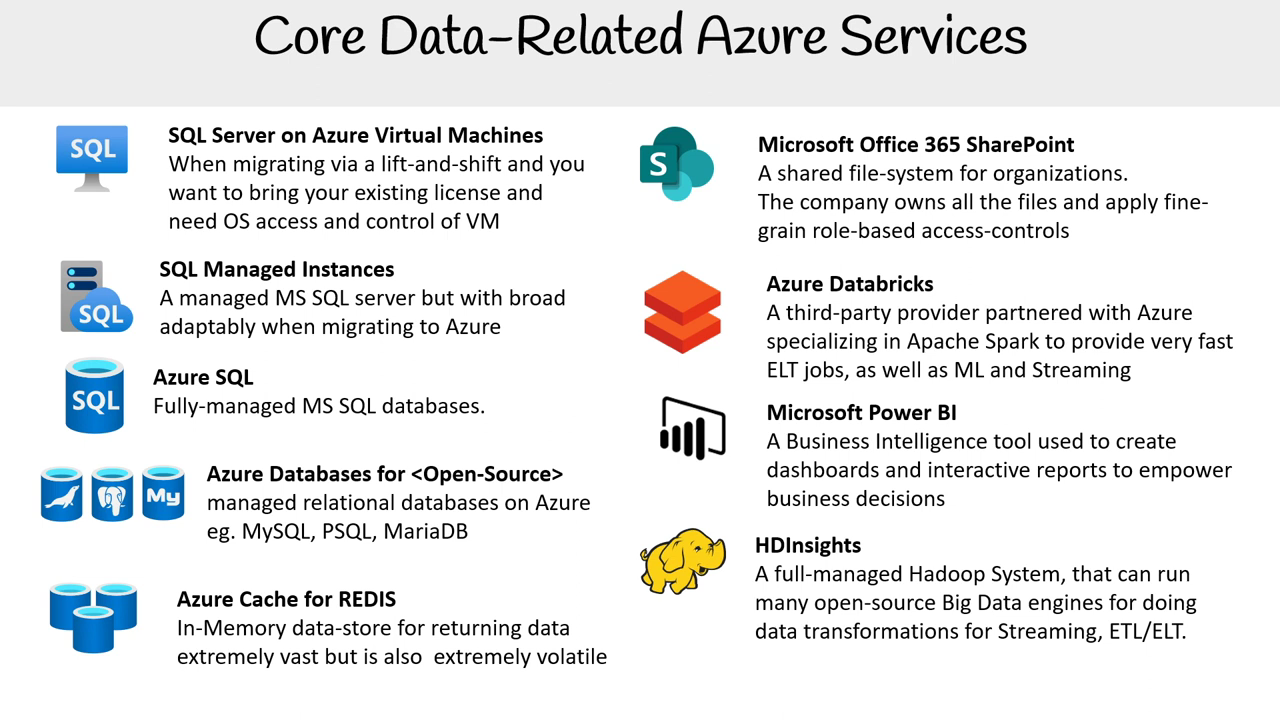 Core Data-Related Azure Services
SQL
SQL Server on Azure Virtual Machines
When migrating via a lift-and-shift and you
want to bring your existing license and
need OS access and control of VM
SQL
SQL Managed Instances
A managed MS SQL server but with broad
adaptably when migrating to Azure
SQL
Azure SQL
Fully-managed MS SQL databases.
My
Azure Databases for <Open-Source>
managed relational databases on Azure
eg. MySQL, PSQL, MariaDB
Azure Cache for REDIS
In-Memory data-store for returning data
extremely vast but is also  extremely volatile
S
Microsoft Office 365 SharePoint
A shared file-system for organizations.
The company owns all the files and apply fine-
grain role-based access-controls
Azure Databricks
A third-party provider partnered with Azure
specializing in Apache Spark to provide very fast
ELT jobs, as well as ML and Streaming
Microsoft Power BI
A Business Intelligence tool used to create
dashboards and interactive reports to empower
business decisions
HDInsights
A full-managed Hadoop System, that can run
many open-source Big Data engines for doing
data transformations for Streaming, ETL/ELT.